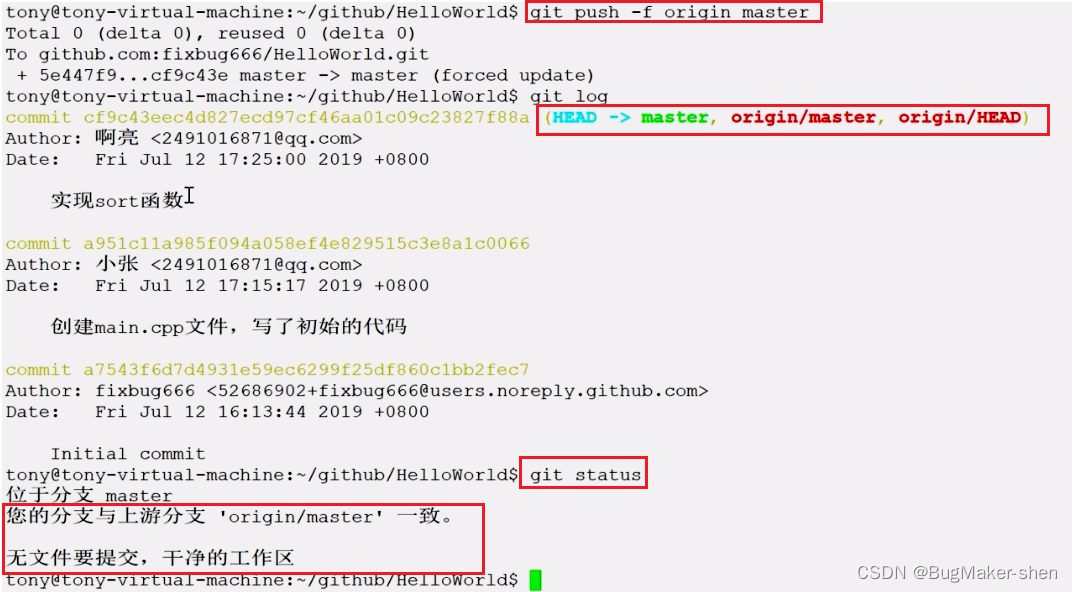 tony@tony-virtual-machine:~/github/HelloWorld$ git push -f origin master
Total 0 (delta 0), reused 0 (delta 0)
To github.com:fixbug666/HelloWorld.git
 + 5e447f9...cf9c43e master -> master (forced update)
tony@tony-virtual-machine:~/github/HelloWorld$ git log
commit cf9c43eec4d827ecd97cf46aa01c09c23827f88a (HEAD -> master, origin/master, origin/HEAD)
Author: 啊亮 <2491016871@qq.com>
Date:   Fri Jul 12 17:25:00 2019 +0800
实现sort函数
commit a951c11a985f094a058ef4e829515c3e8a1c0066
Author: 小张 <2491016871@qq.com>
Date:   Fri Jul 12 17:15:17 2019 +0800
创建main.cpp文件，写了初始的代码
commit a7543f6d7d4931e59ec6299f25df860c1bb2fec7
Author: fixbug666 <52686902+fixbug666@users.noreply.github.com>
Date:   Fri Jul 12 16:13:44 2019 +0800
Initial commit
tony@tony-virtual-machine:~/github/HelloWorld$ git status
位于分支 master
您的分支与上游分支 'origin/master' 一致。
无文件要提交，干净的工作区
tony@tony-virtual-machine:~/github/HelloWorld$
CSDN @BugMaker-shen